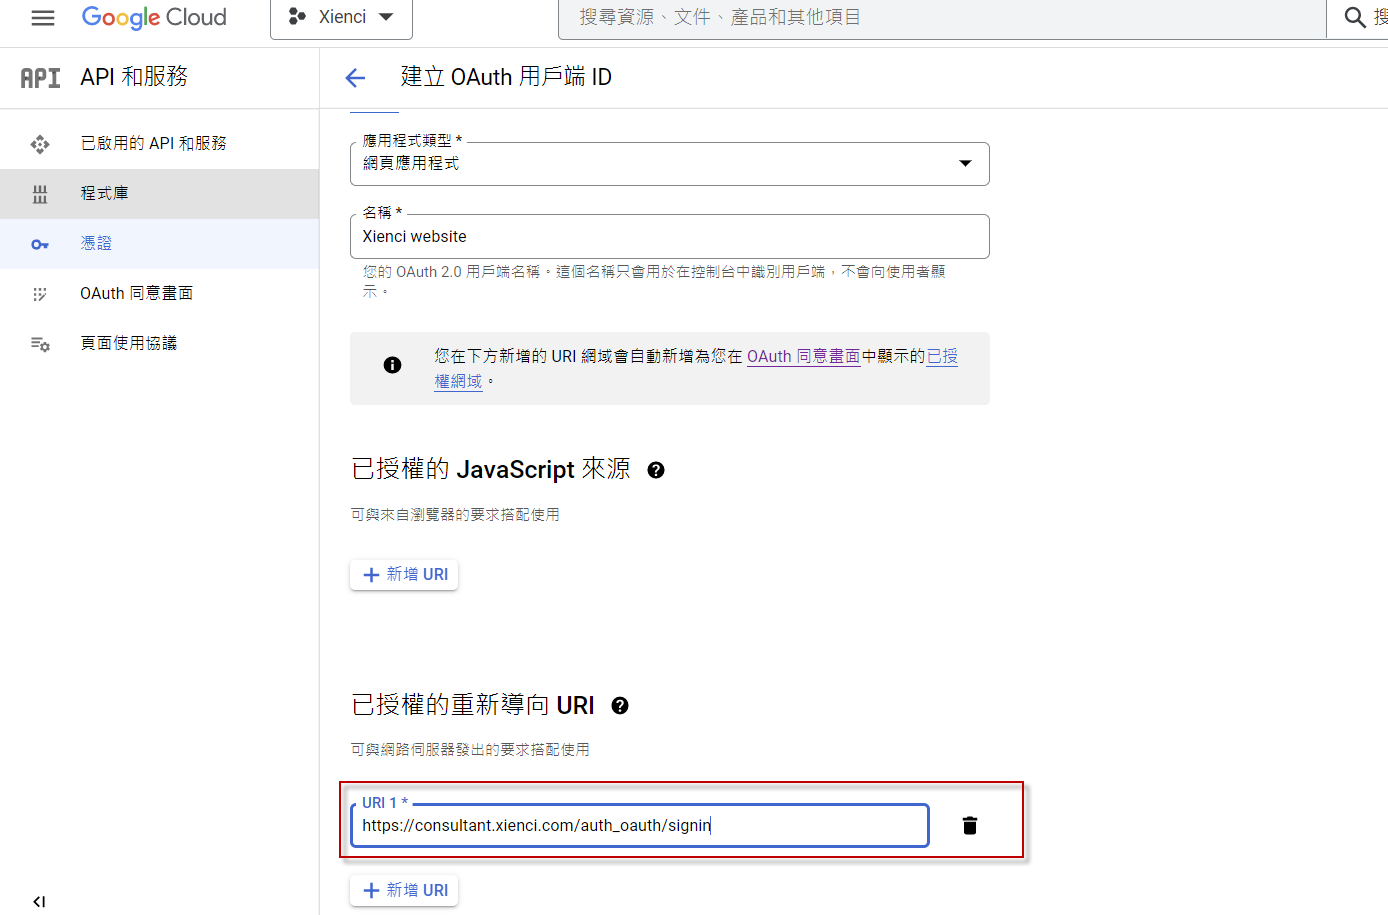 Google Cloud
Xienci
搜尋資源、文件、產品和其他項目
搜
API
API 和服務
建立 OAuth 用戶端 ID
已啟用的 API 和服務
程式庫
憑證
OAuth 同意畫面
頁面使用協議
應用程式類型 *
網頁應用程式
名稱 *
Xienci website
您的 OAuth 2.0 用戶端名稱。這個名稱只會用於在控制台中識別用戶端，不會向使用者顯
示。
您在下方新增的 URI 網域會自動新增為您在 OAuth 同意畫面中顯示的已授
權網域。
已授權的 JavaScript 來源
可與來自瀏覽器的要求搭配使用
新增 URI
已授權的重新導向 URI
可與網路伺服器發出的要求搭配使用
URI 1 *
https://consultant.xienci.com/auth_oauth/signin
新增 URI